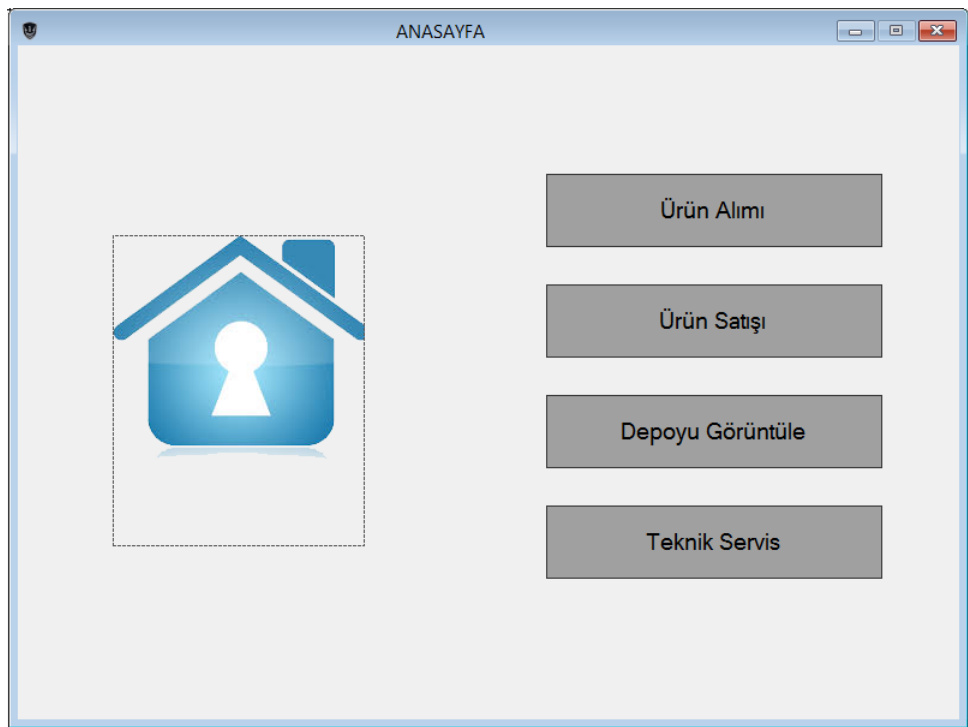 ANASAYFA
Ürün Alımı
Ürün Satışı
Depoyu Görüntüle
Teknik Servis